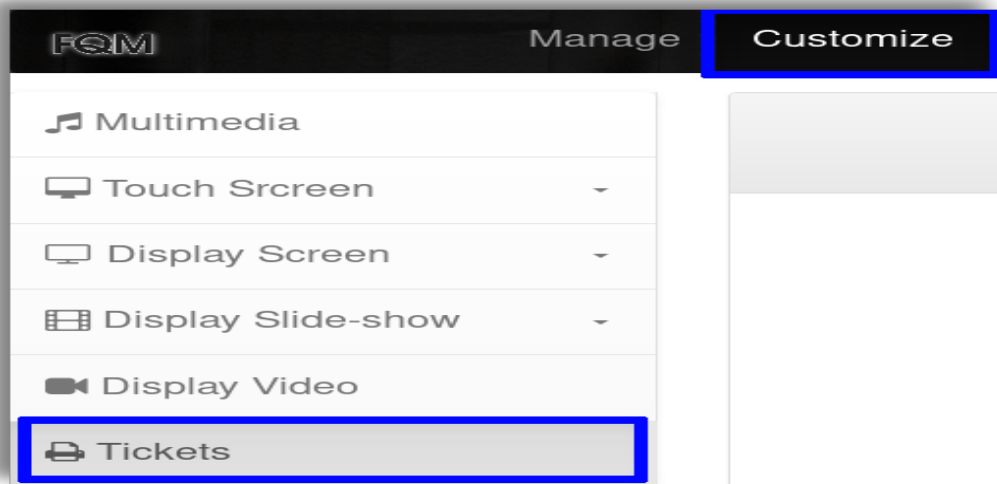 FQM Manage Customize
Multimedia
Touch Srcreen
Display Screen
Display Slide-show
Display Video
Tickets